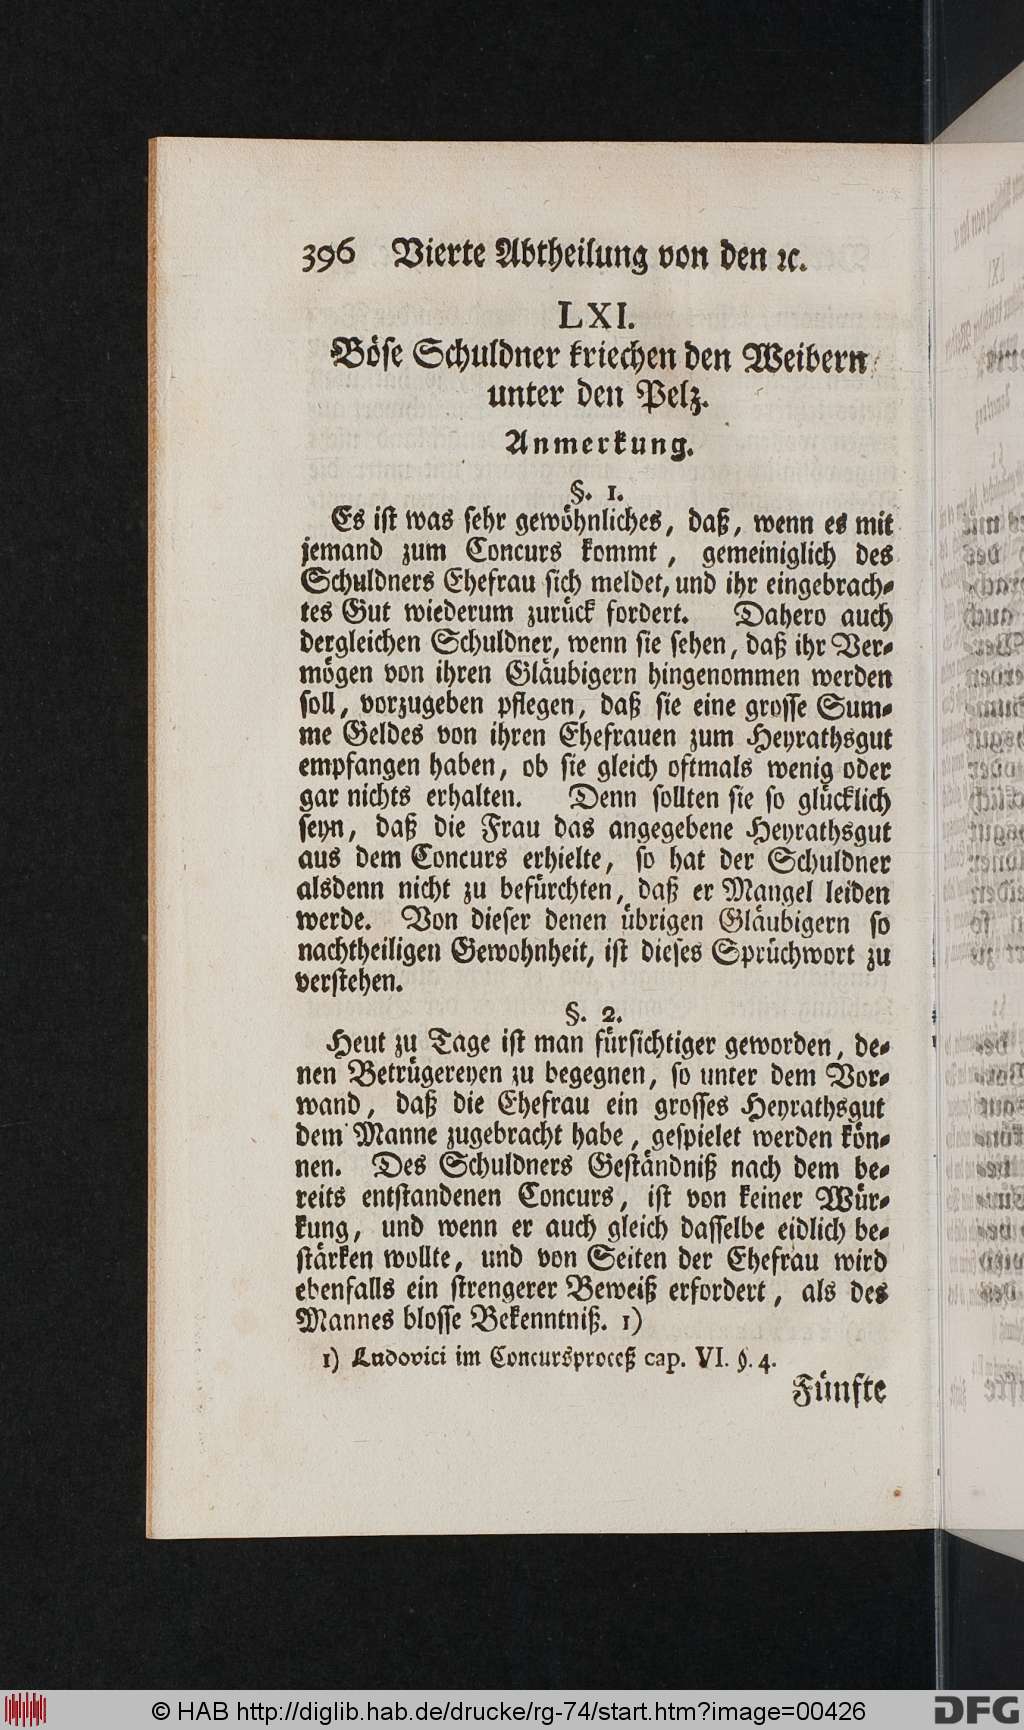 396 Vierte Abtheilung von den ꝛc.
LXI.
Böse Schuldner kriechen den Weibern
unter den Pelz.
Anmerkung.
§. 1.
Es ist was sehr gewöhnliches, daß, wenn es mit
jemand zum Concurs kommt, gemeiniglich des
Schuldners Ehefrau sich meldet, und ihr eingebrach-
tes Gut wiederum zurück fordert. Dahero auch
dergleichen Schuldner, wenn sie sehen, daß ihr Ver-
mögen von ihren Gläubigern hingenommen werden
soll, vorzugeben pflegen, daß sie eine grosse Sum-
me Geldes von ihren Ehefrauen zum Heyrathsgut
empfangen haben, ob sie gleich oftmals wenig oder
gar nichts erhalten. Denn sollten sie so glücklich
seyn, daß die Frau das angegebene Heyrathsgut
aus dem Concurs erhielte, so hat der Schuldner
alsdenn nicht zu befürchten, daß er Mangel leiden
werde. Von dieser denen übrigen Gläubigern so
nachtheiligen Gewohnheit, ist dieses Sprüchwort zu
verstehen.
§. 2.
Heut zu Tage ist man fürsichtiger geworden, de-
nen Betrügereyen zu begegnen, so unter dem Vor-
wand, daß die Ehefrau ein grosses Heyrathsgut
dem Manne zugebracht habe, gespielet werden kön-
nen. Des Schuldners Geständniß nach dem be-
reits entstandenen Concurs, ist von keiner Wür-
kung, und wenn er auch gleich dasselbe eidlich be-
stärken wollte, und von Seiten der Ehefrau wird
ebenfalls ein strengerer Beweiß erfordert, als des
Mannes blosse Bekenntniß. 1)
1) Ludovici im Concursproceß cap. VI. §. 4.
Fünfte
© HAB http://diglib.hab.de/drucke/rg-74/start.htm?image=00426
DFG